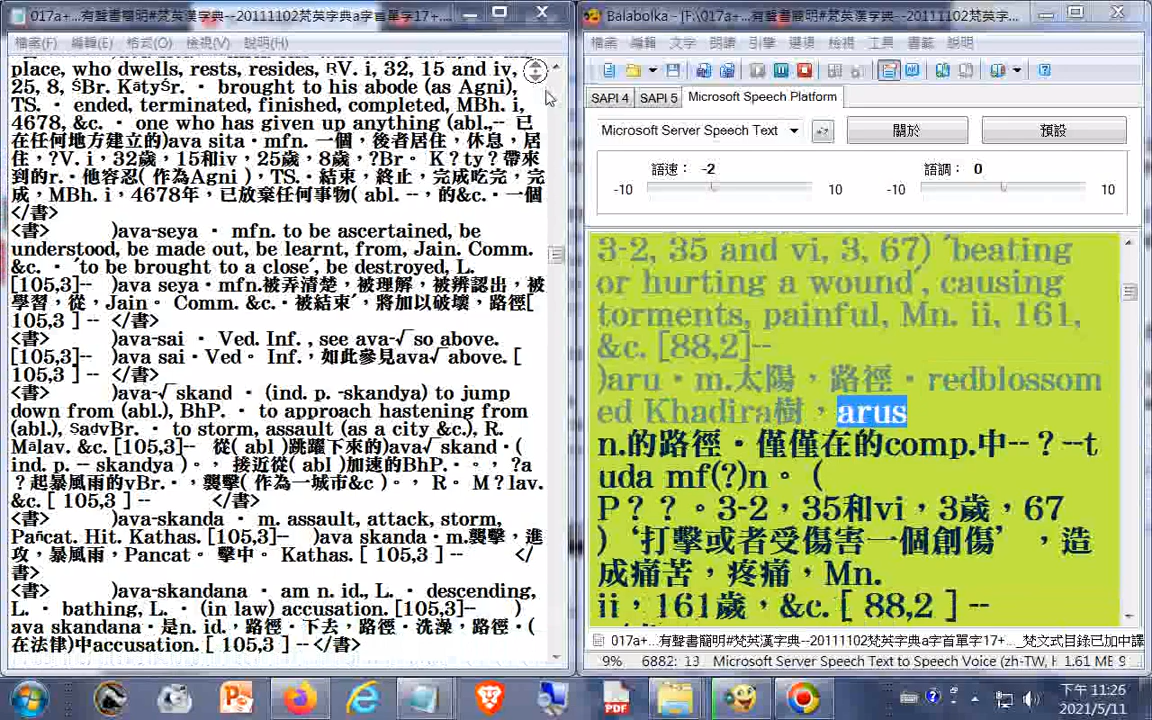 017a+...有聲書簡明#梵英漢字典--20111102梵英字典a字首單字17+...
檔案(F) 編輯(E) 格式(O) 檢視(V) 說明(H)
place, who dwells, rests, resides, RV. i, 32, 15 and iv,
25, 8, ŚBr. KātyŚr. · brought to his abode (as Agni),
TS. · ended, terminated, finished, completed, MBh. i,
4678, &c. · one who has given up anything (abl.,-- 已
在任何地方建立的)ava sita·mfn. 一個，後者居住，休息，居
住，?V. i，32歲，15和iv，25歲，8歲，?Br。 K？ty？帶來
到的r.·他容忍( 作為Agni )，TS.·結束，終止，完成吃完，完
成，MBh. i，4678年，已放棄任何事物( abl. --，的&c.·一個
</書>
<書> )ava-seya · mfn. to be ascertained, be
understood, be made out, be learnt, from, Jain. Comm.
&c. · 'to be brought to a close', be destroyed, L.
[105,3]-- )ava seya·mfn.被弄清楚，被理解，被辨認出，被
學習，從，Jain。 Comm. &c.·被結束'，將加以破壞，路徑[
105,3 ] -- </書>
<書> )ava-sai · Ved. Inf. , see ava-√ so above.
[105,3]-- )ava sai·Ved。 Inf.，如此參見ava√ above. [
105,3 ] -- </書>
<書> )ava-√ skand · (ind. p. -skandya) to jump
down from (abl.), BhP. · to approach hastening from
(abl.), ṢaḍvBr. · to storm, assault (as a city &c.), R.
Mālav. &c. [105,3]-- 從( abl )跳躍下來的)ava√ skand·(
ind. p. -- skandya )。， 接近從( abl )加速的BhP.·。，?a
？起暴風雨的vBr.·，襲擊( 作為一城市&c )。， R。 M？lav.
&c. [ 105,3 ] -- </書>
<書> )ava-skanda · m. assault, attack, storm,
Pañcat. Hit. Kathas. [105,3]-- )ava skanda·m.襲擊，進
攻，暴風雨，Pancat。 擊中。 Kathas. [ 105,3 ] -- </
書>
<書> )ava-skandana · am n. id., L. · descending,
L. · bathing, L. · (in law) accusation. [105,3]-- )
ava skandana·是n. id.，路徑·下去，路徑·洗澡，路徑·(
在法律)中accusation. [ 105,3 ] -- </書>
Balabolka - [F:\017a+...有聲書簡明#梵英漢字典--20111102梵英字...
檔案 編輯 文字 朗讀 引擎 選項 檢視 工具 書籤 說明
SAPI 4 SAPI 5 Microsoft Speech Platform
Microsoft Server Speech Text 關於 預設
語速： -2 語調： 0
-10 10 -10 10
3-2, 35 and vi, 3, 67) 'beating
or hurting a wound', causing
torments, painful, Mn. ii, 161,
&c. [88,2]--
)aru·m.太陽，路徑·redblossom
ed Khadira樹，arus
n.的路徑·僅僅在的comp.中--？--t
uda mf(?)n。 (
P？？。3-2，35和vi，3歲，67
)‘打擊或者受傷害一個創傷’，造
成痛苦，疼痛，Mn.
ii，161歲，&c. [ 88,2 ] --
017a+...有聲書簡明#梵英漢字典--20111102梵英字典a字首單字17+..._梵文式目錄已加中譯
9% 6882: 13 Microsoft Server Speech Text to Speech Voice (zh-TW, H 1.61 MB 9
下午 11:26
2021/5/11